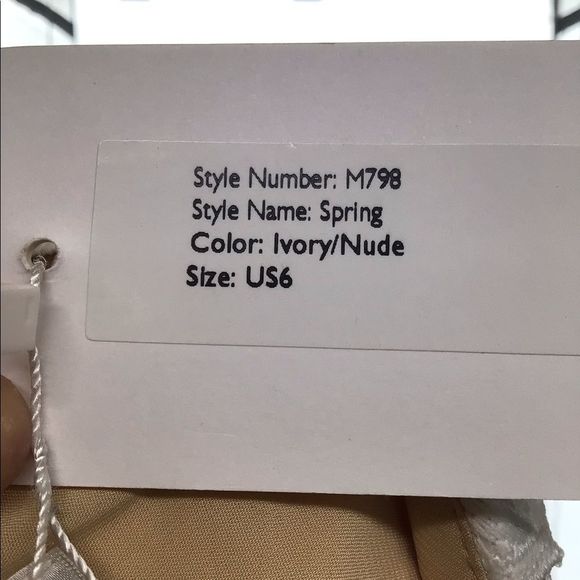 Style Number: M798
Style Name: Spring
Color: Ivory/Nude
Size: US6